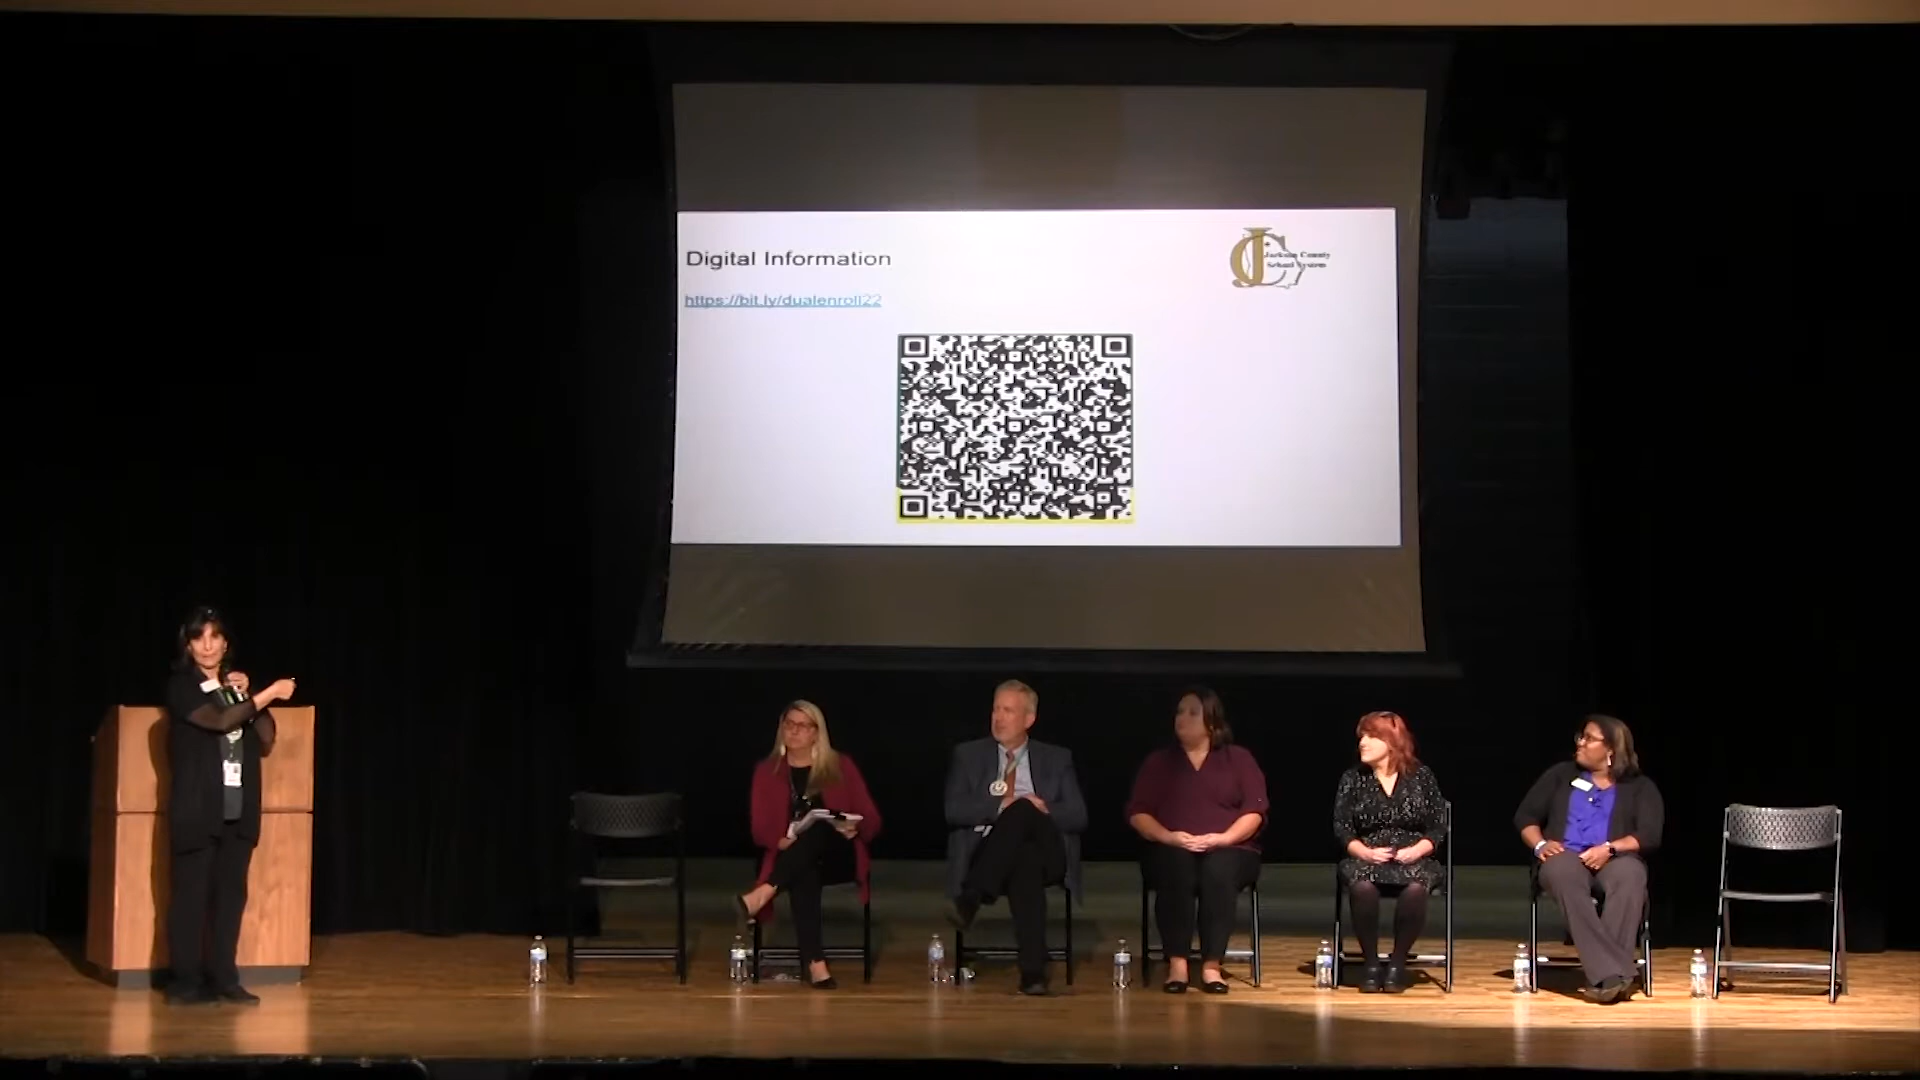 Digital Information
https://bit.ly/dualenroll22
Jackson County
School System